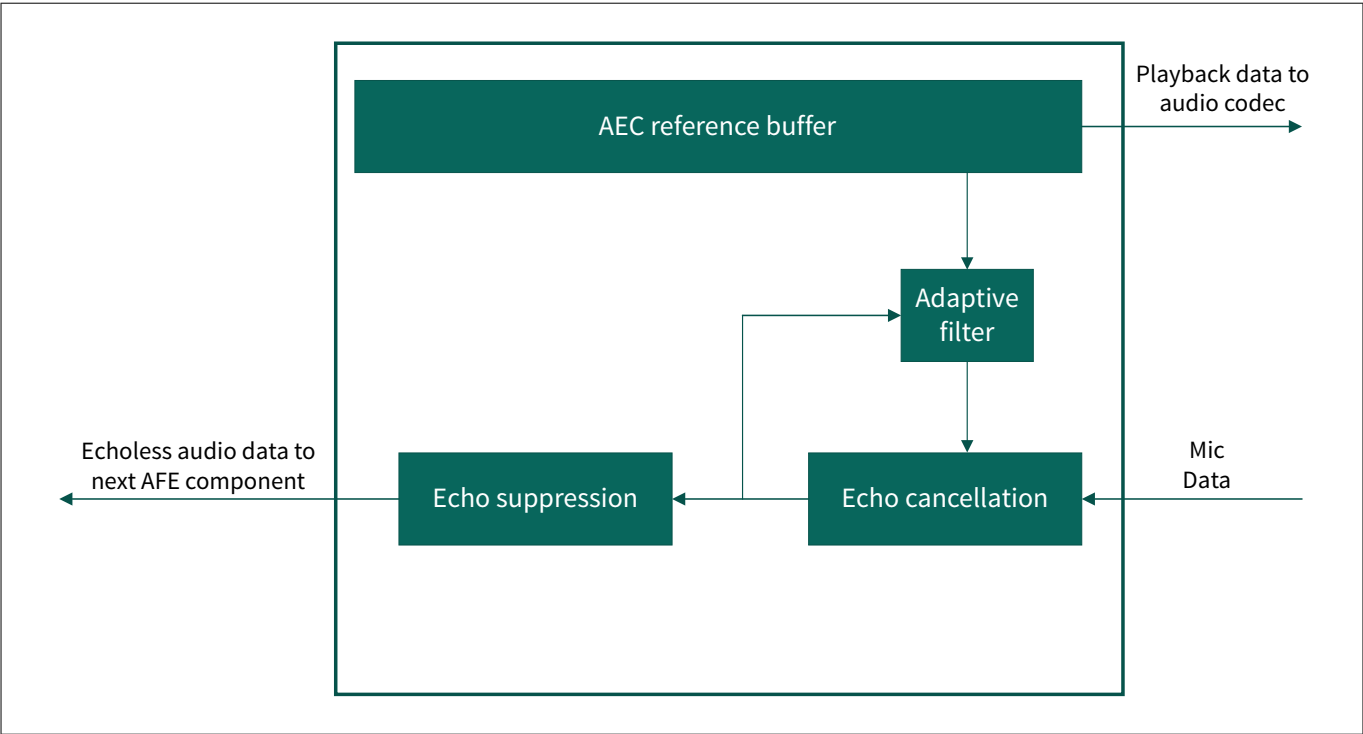 AEC reference buffer
Playback data to
audio codec
Adaptive
filter
Echoless audio data to
next AFE component
Echo suppression
Echo cancellation
Mic
Data